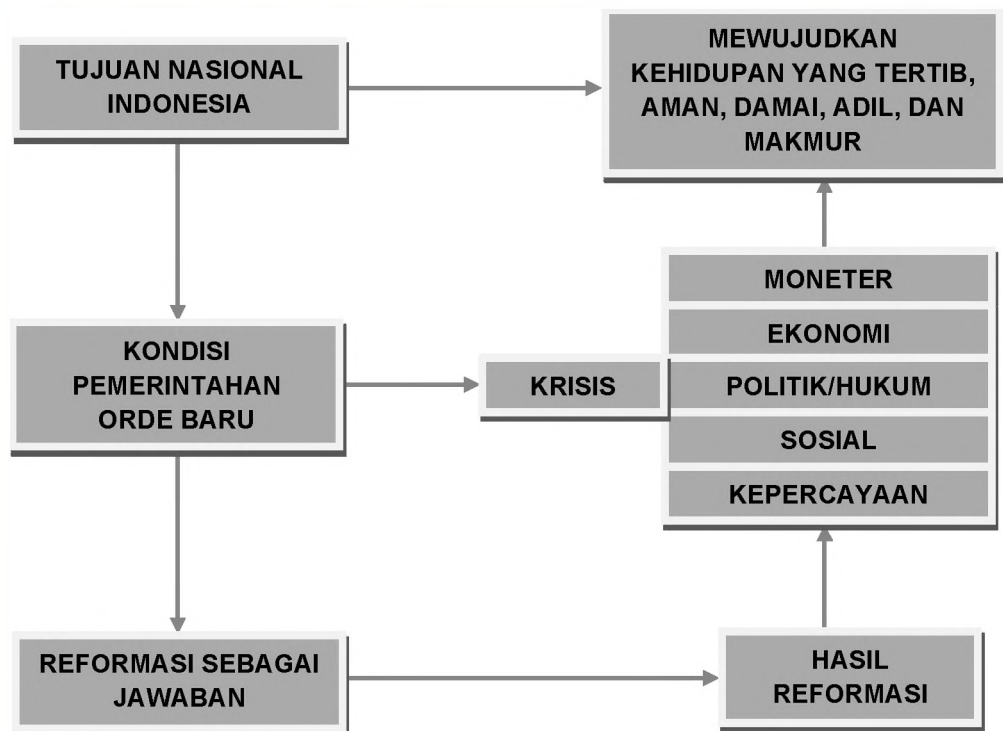 TUJUAN NASIONAL
INDONESIA
MEWUJUDKAN
KEHIDUPAN YANG TERTIB,
AMAN, DAMAI, ADIL, DAN
MAKMUR
KONDISI
PEMERINTAHAN
ORDE BARU
KRISIS
MONETER
EKONOMI
POLITIK/HUKUM
SOSIAL
KEPERCAYAAN
REFORMASI SEBAGAI
JAWABAN
HASIL
REFORMASI